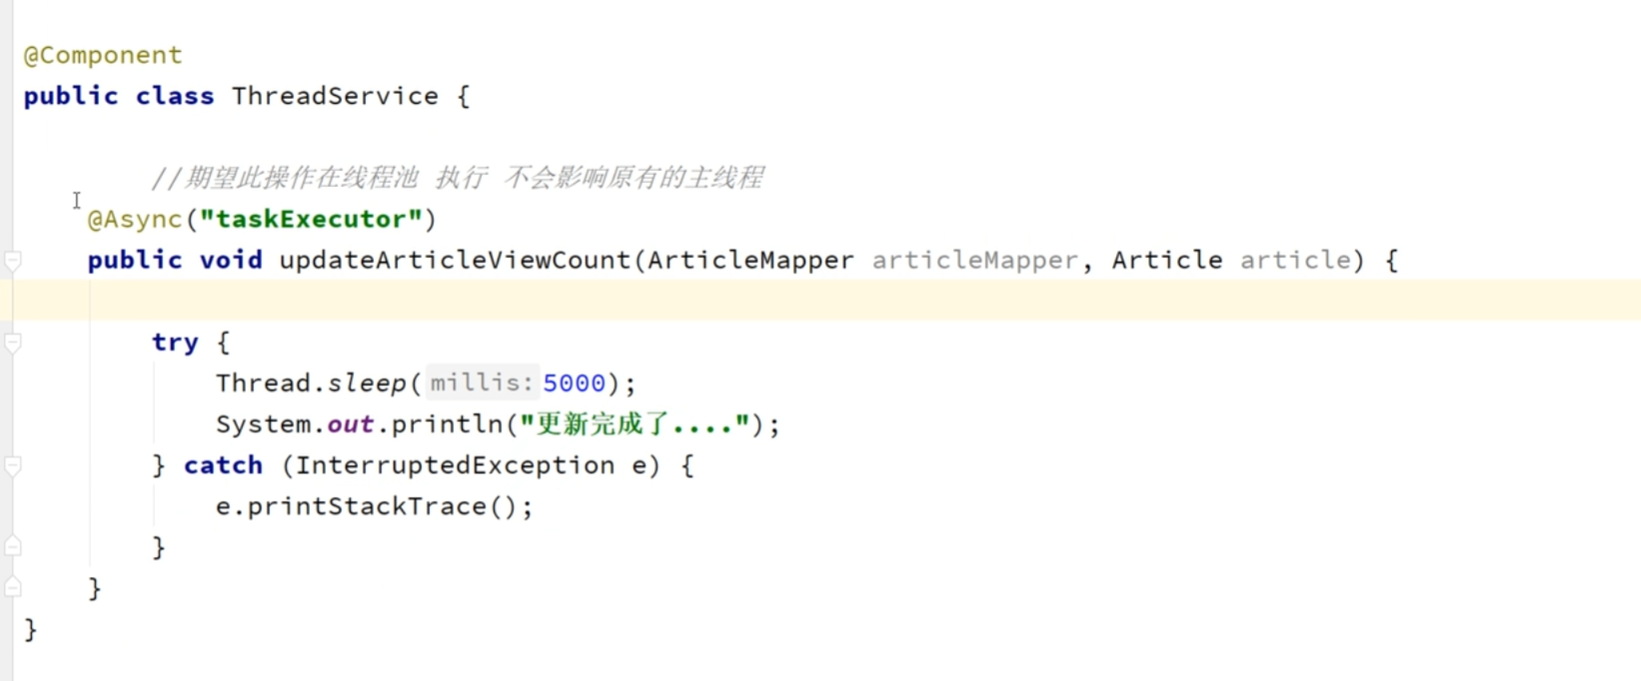 @Component
public class ThreadService {
//期望此操作在线程池 执行 不会影响原有的主线程
@Async("taskExecutor")
public void updateArticleViewCount(ArticleMapper articleMapper, Article article) {
try {
Thread.sleep( millis: 5000);
System.out.println("更新完成了....");
} catch (InterruptedException e) {
e.printStackTrace();
}
}
}